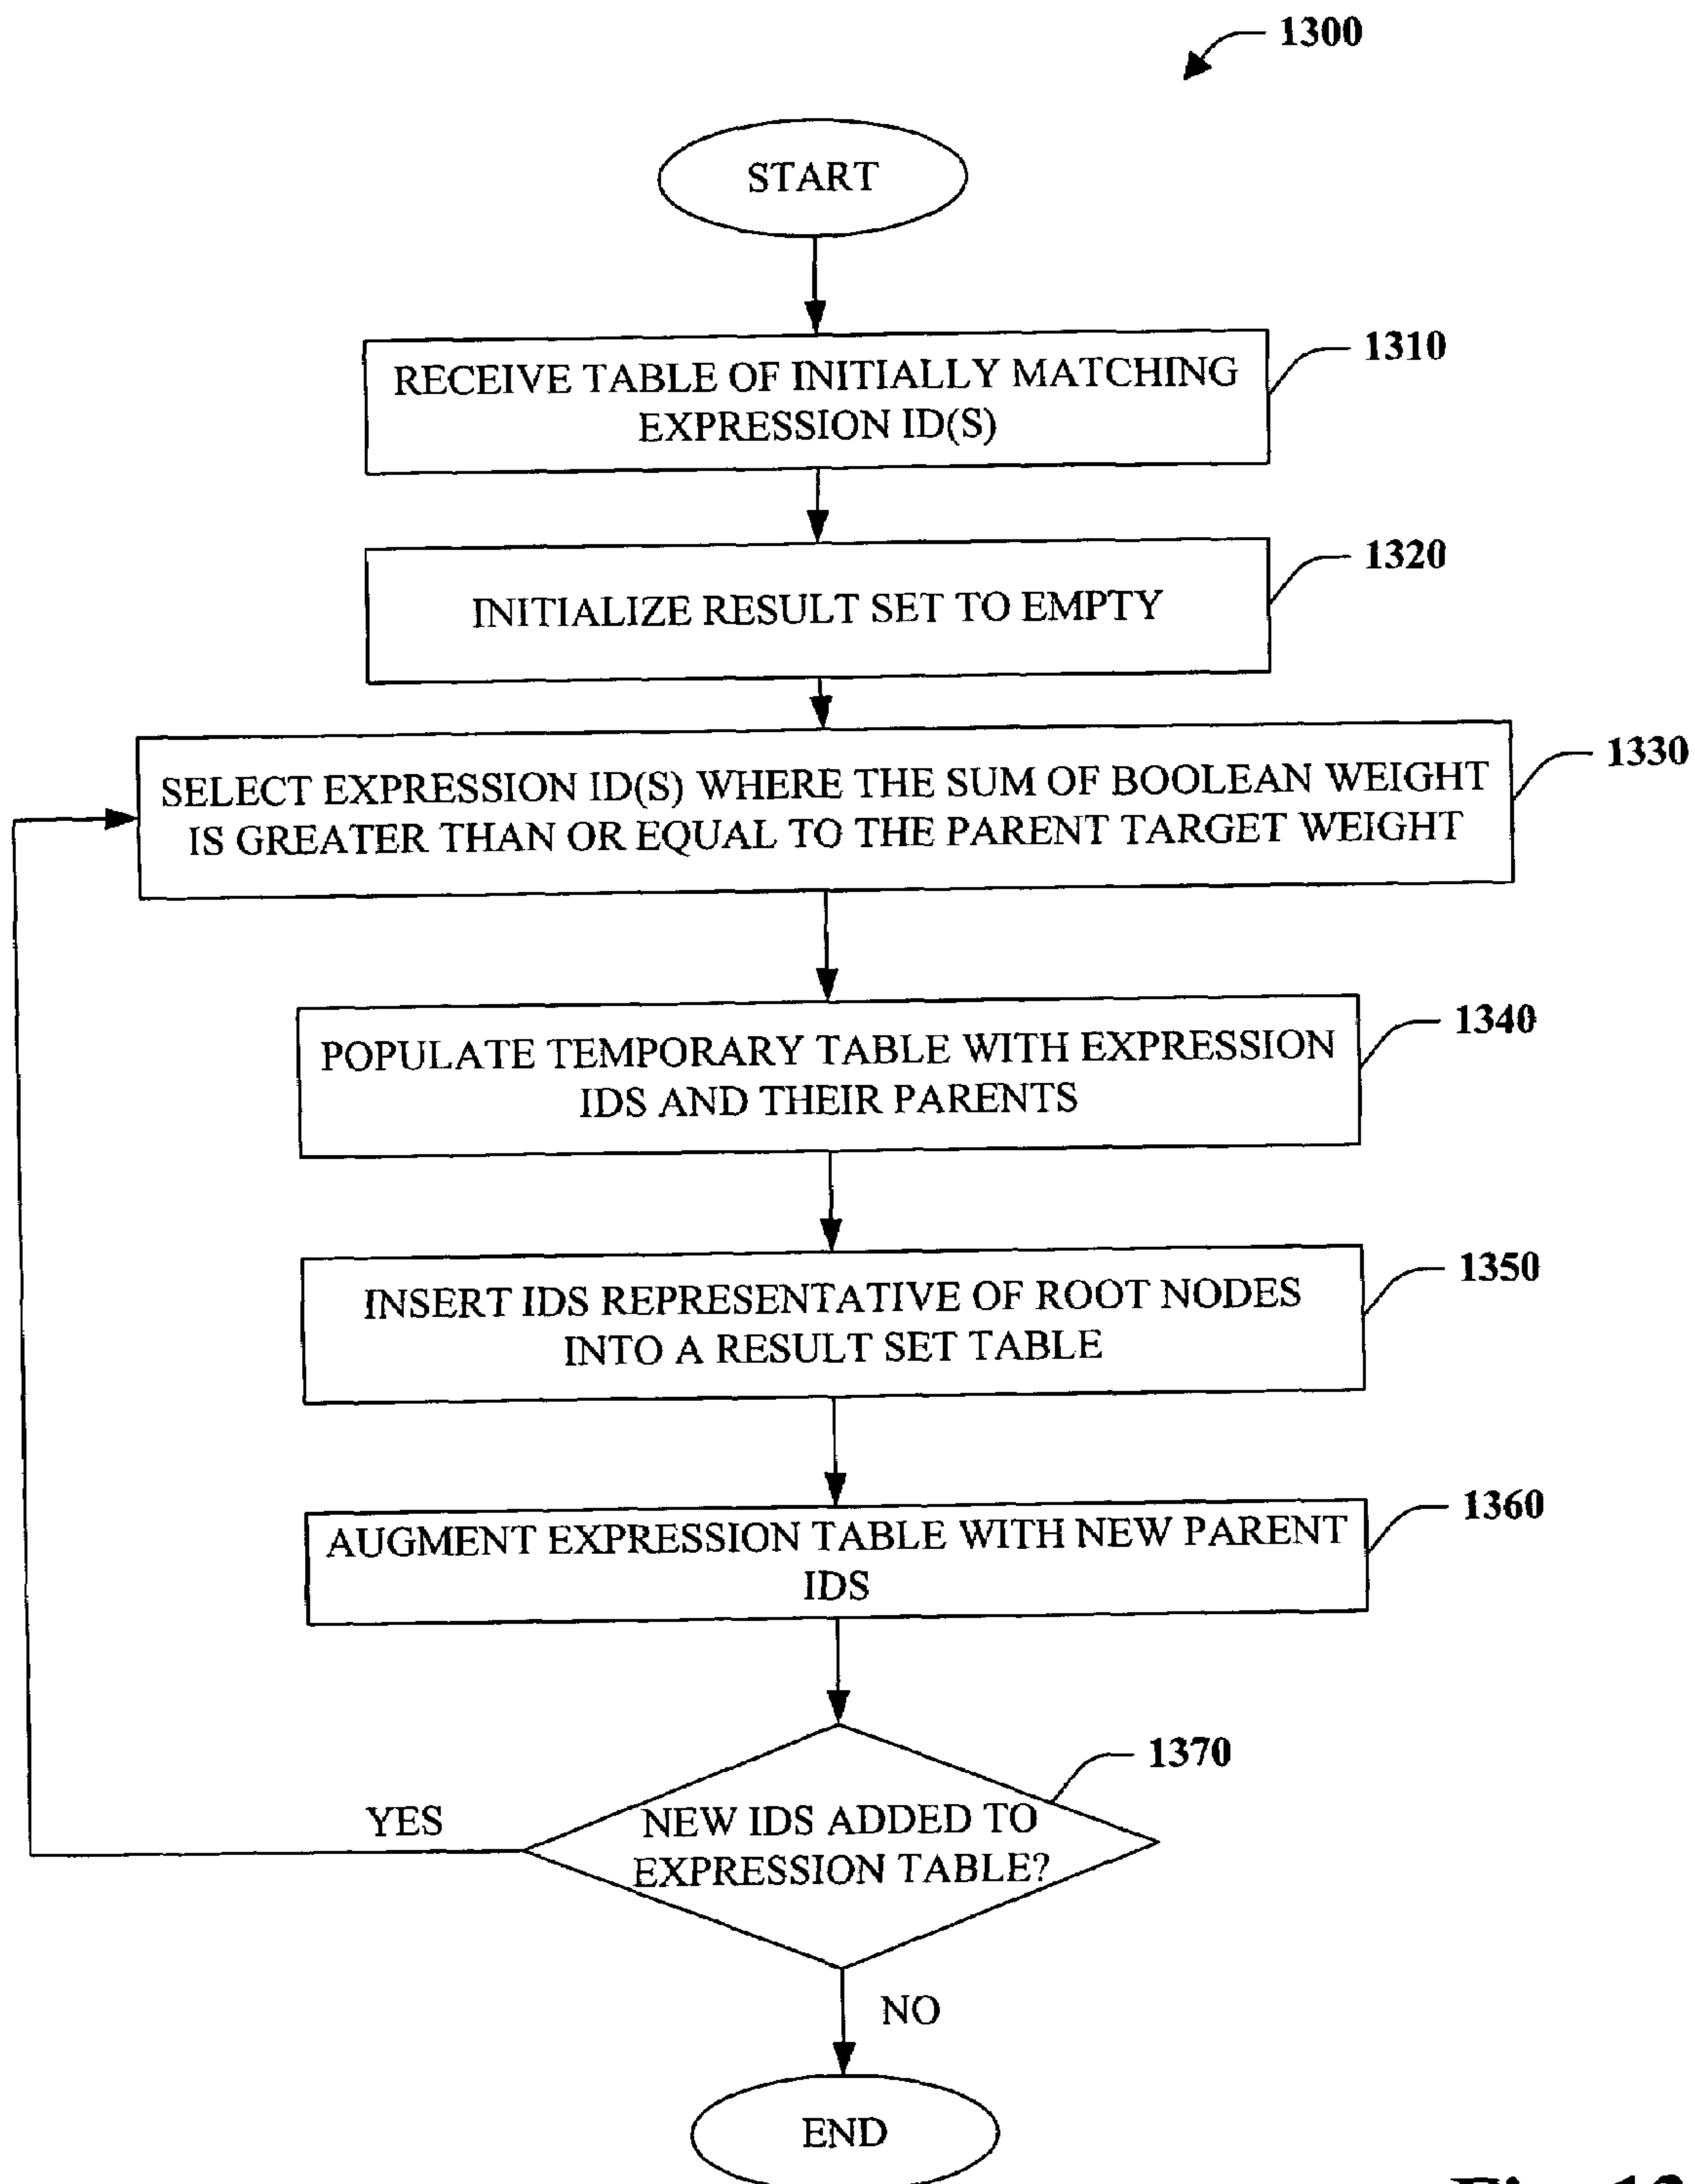 1300
START
RECEIVE TABLE OF INITIALLY MATCHING
EXPRESSION ID(S)
1310
INITIALIZE RESULT SET TO EMPTY
1320
SELECT EXPRESSION ID(S) WHERE THE SUM OF BOOLEAN WEIGHT
IS GREATER THAN OR EQUAL TO THE PARENT TARGET WEIGHT
1330
POPULATE TEMPORARY TABLE WITH EXPRESSION
IDS AND THEIR PARENTS
1340
INSERT IDS REPRESENTATIVE OF ROOT NODES
INTO A RESULT SET TABLE
1350
AUGMENT EXPRESSION TABLE WITH NEW PARENT
IDS
1360
1370
YES
NEW IDS ADDED TO
EXPRESSION TABLE?
NO
END